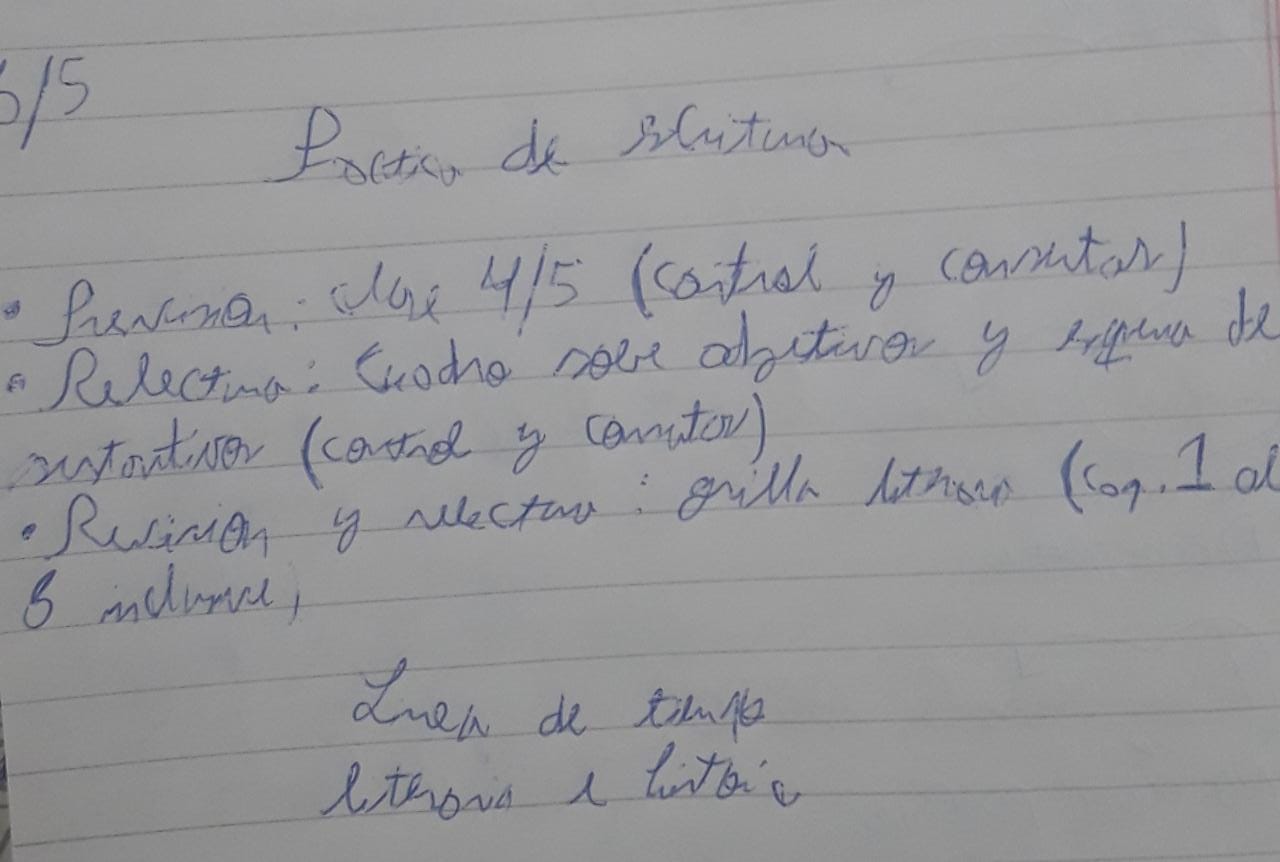 6/5
Práctica de escritura
• Previsión: clase 4/5 (control y comentar)
• Relectura: Cuadro sobre adjetivos y esquema de
sustantivos (control y comentar)
• Revisión y relectura: grilla literaria (Cap. 1 al
8 inclusive)
Línea de tiempo
literaria e histórica